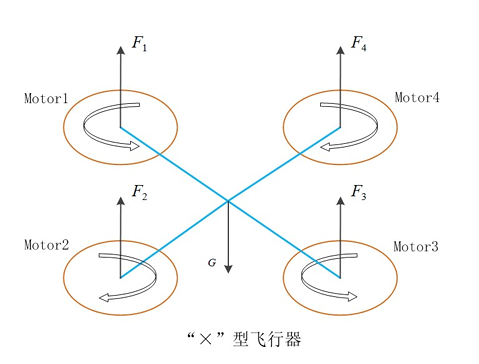 F1
F4
Motor1
Motor4
F2
F3
Motor2
Motor3
G
“×”型飞行器